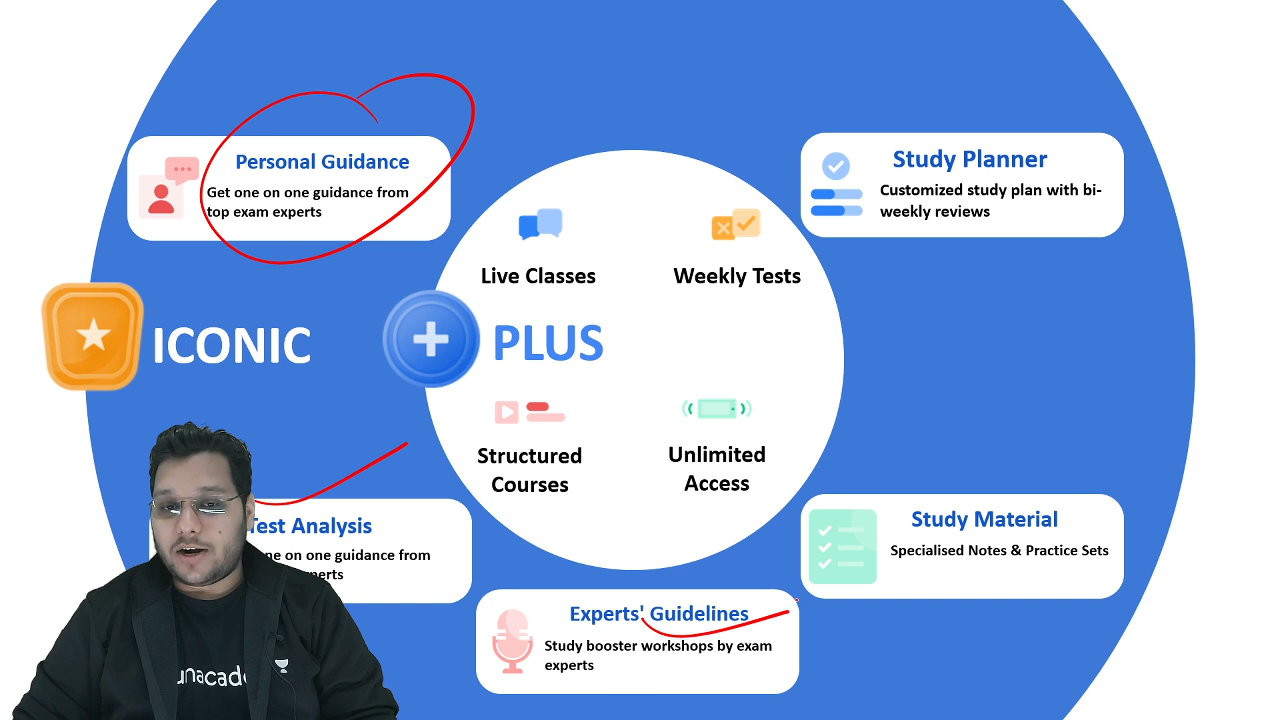 Personal Guidance
Get one on one guidance from
top exam experts
Study Planner
Customized study plan with bi-
weekly reviews
Live Classes
Weekly Tests
ICONIC
PLUS
Structured
Courses
Unlimited
Access
Test Analysis
one on one guidance from
Study Material
Specialised Notes & Practice Sets
Experts' Guidelines
Study booster workshops by exam
experts